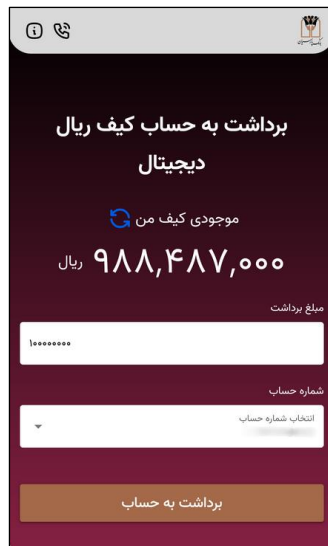 برداشت به حساب کیف ریال
دیجیتال
موجودی کیف من
۹۸۸,۴۸۷,۰۰۰ ریال
مبلغ برداشت
۱۰۰۰۰۰۰۰۰
شماره حساب
انتخاب شماره حساب
برداشت به حساب